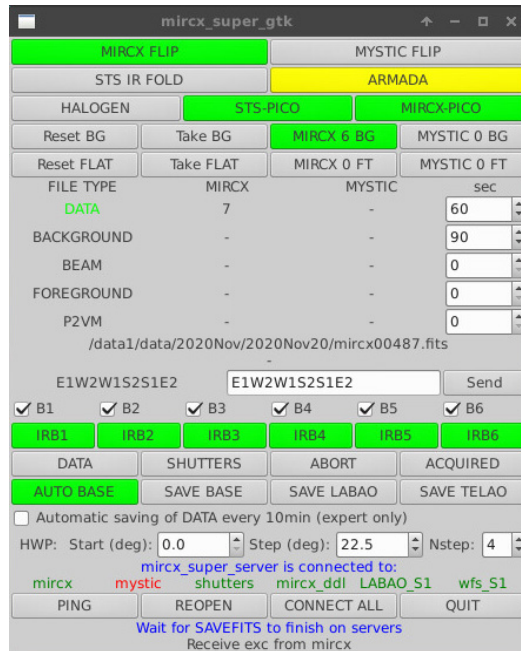 mircx_super_gtk
MIRCX FLIP MYSTIC FLIP
STS IR FOLD ARMADA
HALOGEN STS-PICO MIRCX-PICO
Reset BG Take BG MIRCX 6 BG MYSTIC 0 BG
Reset FLAT Take FLAT MIRCX 0 FT MYSTIC 0 FT
FILE TYPE MIRCX MYSTIC sec
DATA 7 - 60
BACKGROUND - - 90
BEAM - - 0
FOREGROUND - - 0
P2VM - - 0
/data1/data/2020Nov/2020Nov20/mircx00487.fits
-
E1W2W1S2S1E2 E1W2W1S2S1E2 Send
B1 B2 B3 B4 B5 B6
IRB1 IRB2 IRB3 IRB4 IRB5 IRB6
DATA SHUTTERS ABORT ACQUIRED
AUTO BASE SAVE BASE SAVE LABAO SAVE TELAO
Automatic saving of DATA every 10min (expert only)
HWP: Start (deg): 0.0 Step (deg): 22.5 Nstep: 4
mircx_super_server is connected to:
mircx mystic shutters mircx_ddl LABAO_S1 wfs_S1
PING REOPEN CONNECT ALL QUIT
Wait for SAVEFITS to finish on servers
Receive exc from mircx